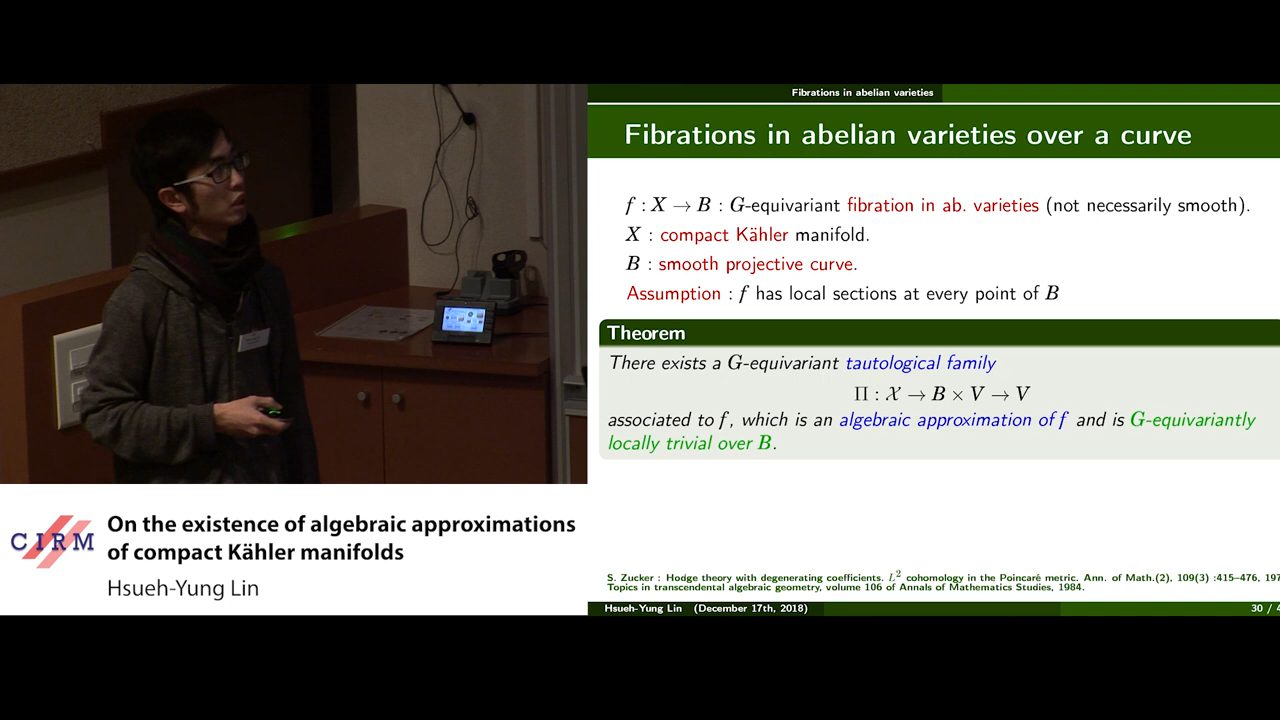 Fibrations in abelian varieties
Fibrations in abelian varieties over a curve
f : X → B : G-equivariant fibration in ab. varieties (not necessarily smooth).
X : compact Kähler manifold.
B : smooth projective curve.
Assumption : f has local sections at every point of B
Theorem
There exists a G-equivariant tautological family
Π : 𝒳 → B × V → V
associated to f, which is an algebraic approximation of f and is G-equivariantly
locally trivial over B.
S. Zucker : Hodge theory with degenerating coefficients. L² cohomology in the Poincaré metric. Ann. of Math.(2), 109(3) :415–476, 197
Topics in transcendental algebraic geometry, volume 106 of Annals of Mathematics Studies, 1984.
Hsueh-Yung Lin (December 17th, 2018)
30 / 4
CIRM
On the existence of algebraic approximations
of compact Kähler manifolds
Hsueh-Yung Lin